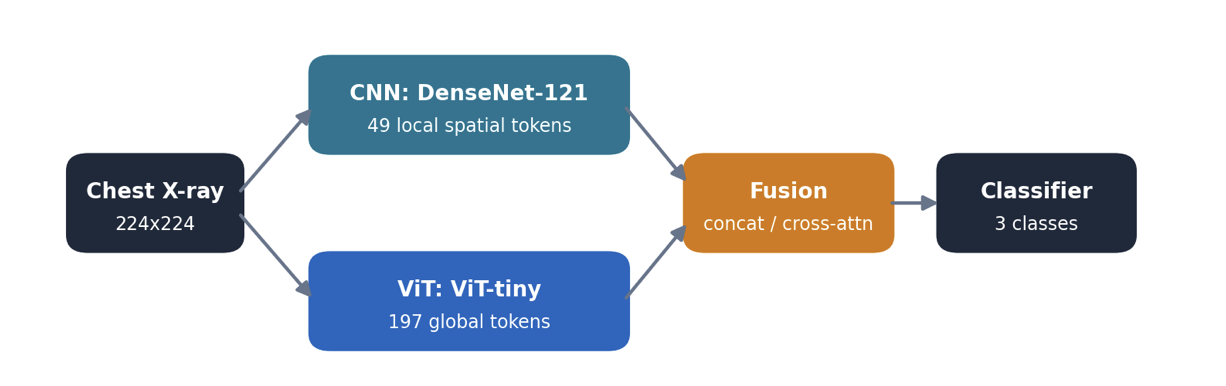 Chest X-ray
224x224
CNN: DenseNet-121
49 local spatial tokens
ViT: ViT-tiny
197 global tokens
Fusion
concat / cross-attn
Classifier
3 classes